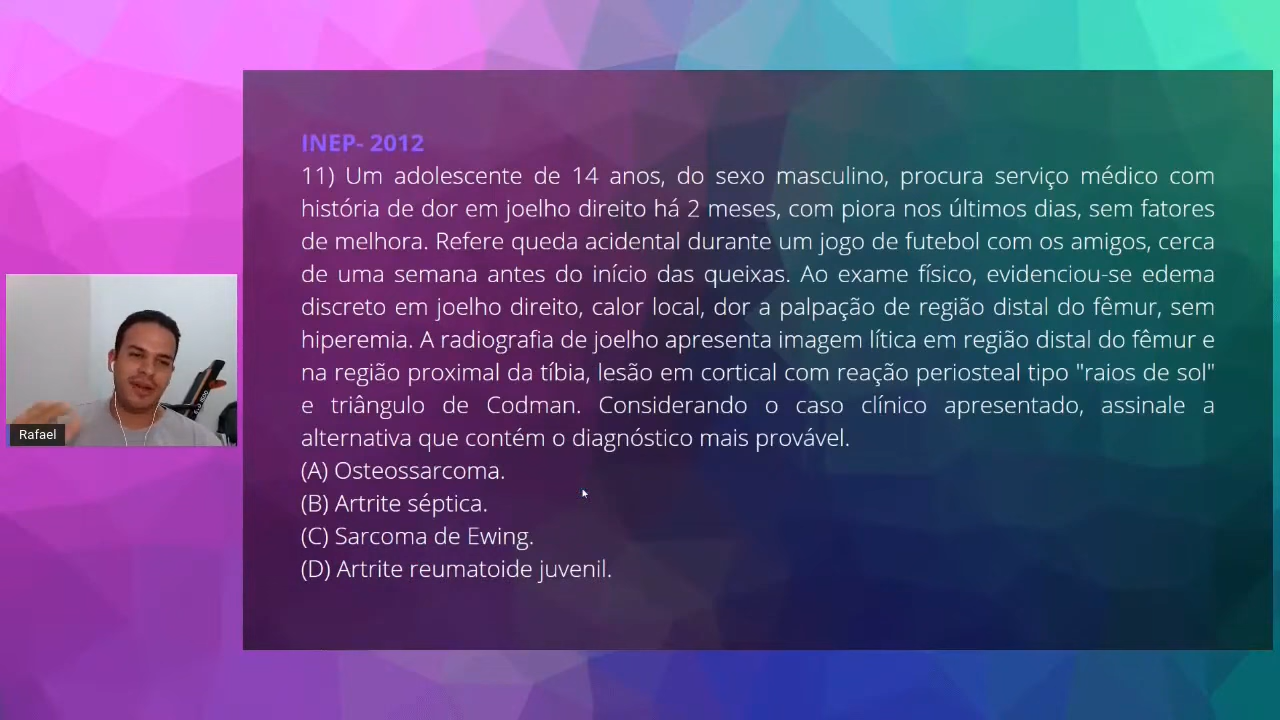 INEP- 2012
11) Um adolescente de 14 anos, do sexo masculino, procura serviço médico com
história de dor em joelho direito há 2 meses, com piora nos últimos dias, sem fatores
de melhora. Refere queda acidental durante um jogo de futebol com os amigos, cerca
de uma semana antes do início das queixas. Ao exame físico, evidenciou-se edema
discreto em joelho direito, calor local, dor a palpação de região distal do fêmur, sem
hiperemia. A radiografia de joelho apresenta imagem lítica em região distal do fêmur e
na região proximal da tíbia, lesão em cortical com reação periosteal tipo "raios de sol"
e triângulo de Codman. Considerando o caso clínico apresentado, assinale a
alternativa que contém o diagnóstico mais provável.
(A) Osteossarcoma.
(B) Artrite séptica.
(C) Sarcoma de Ewing.
(D) Artrite reumatoide juvenil.
Rafael